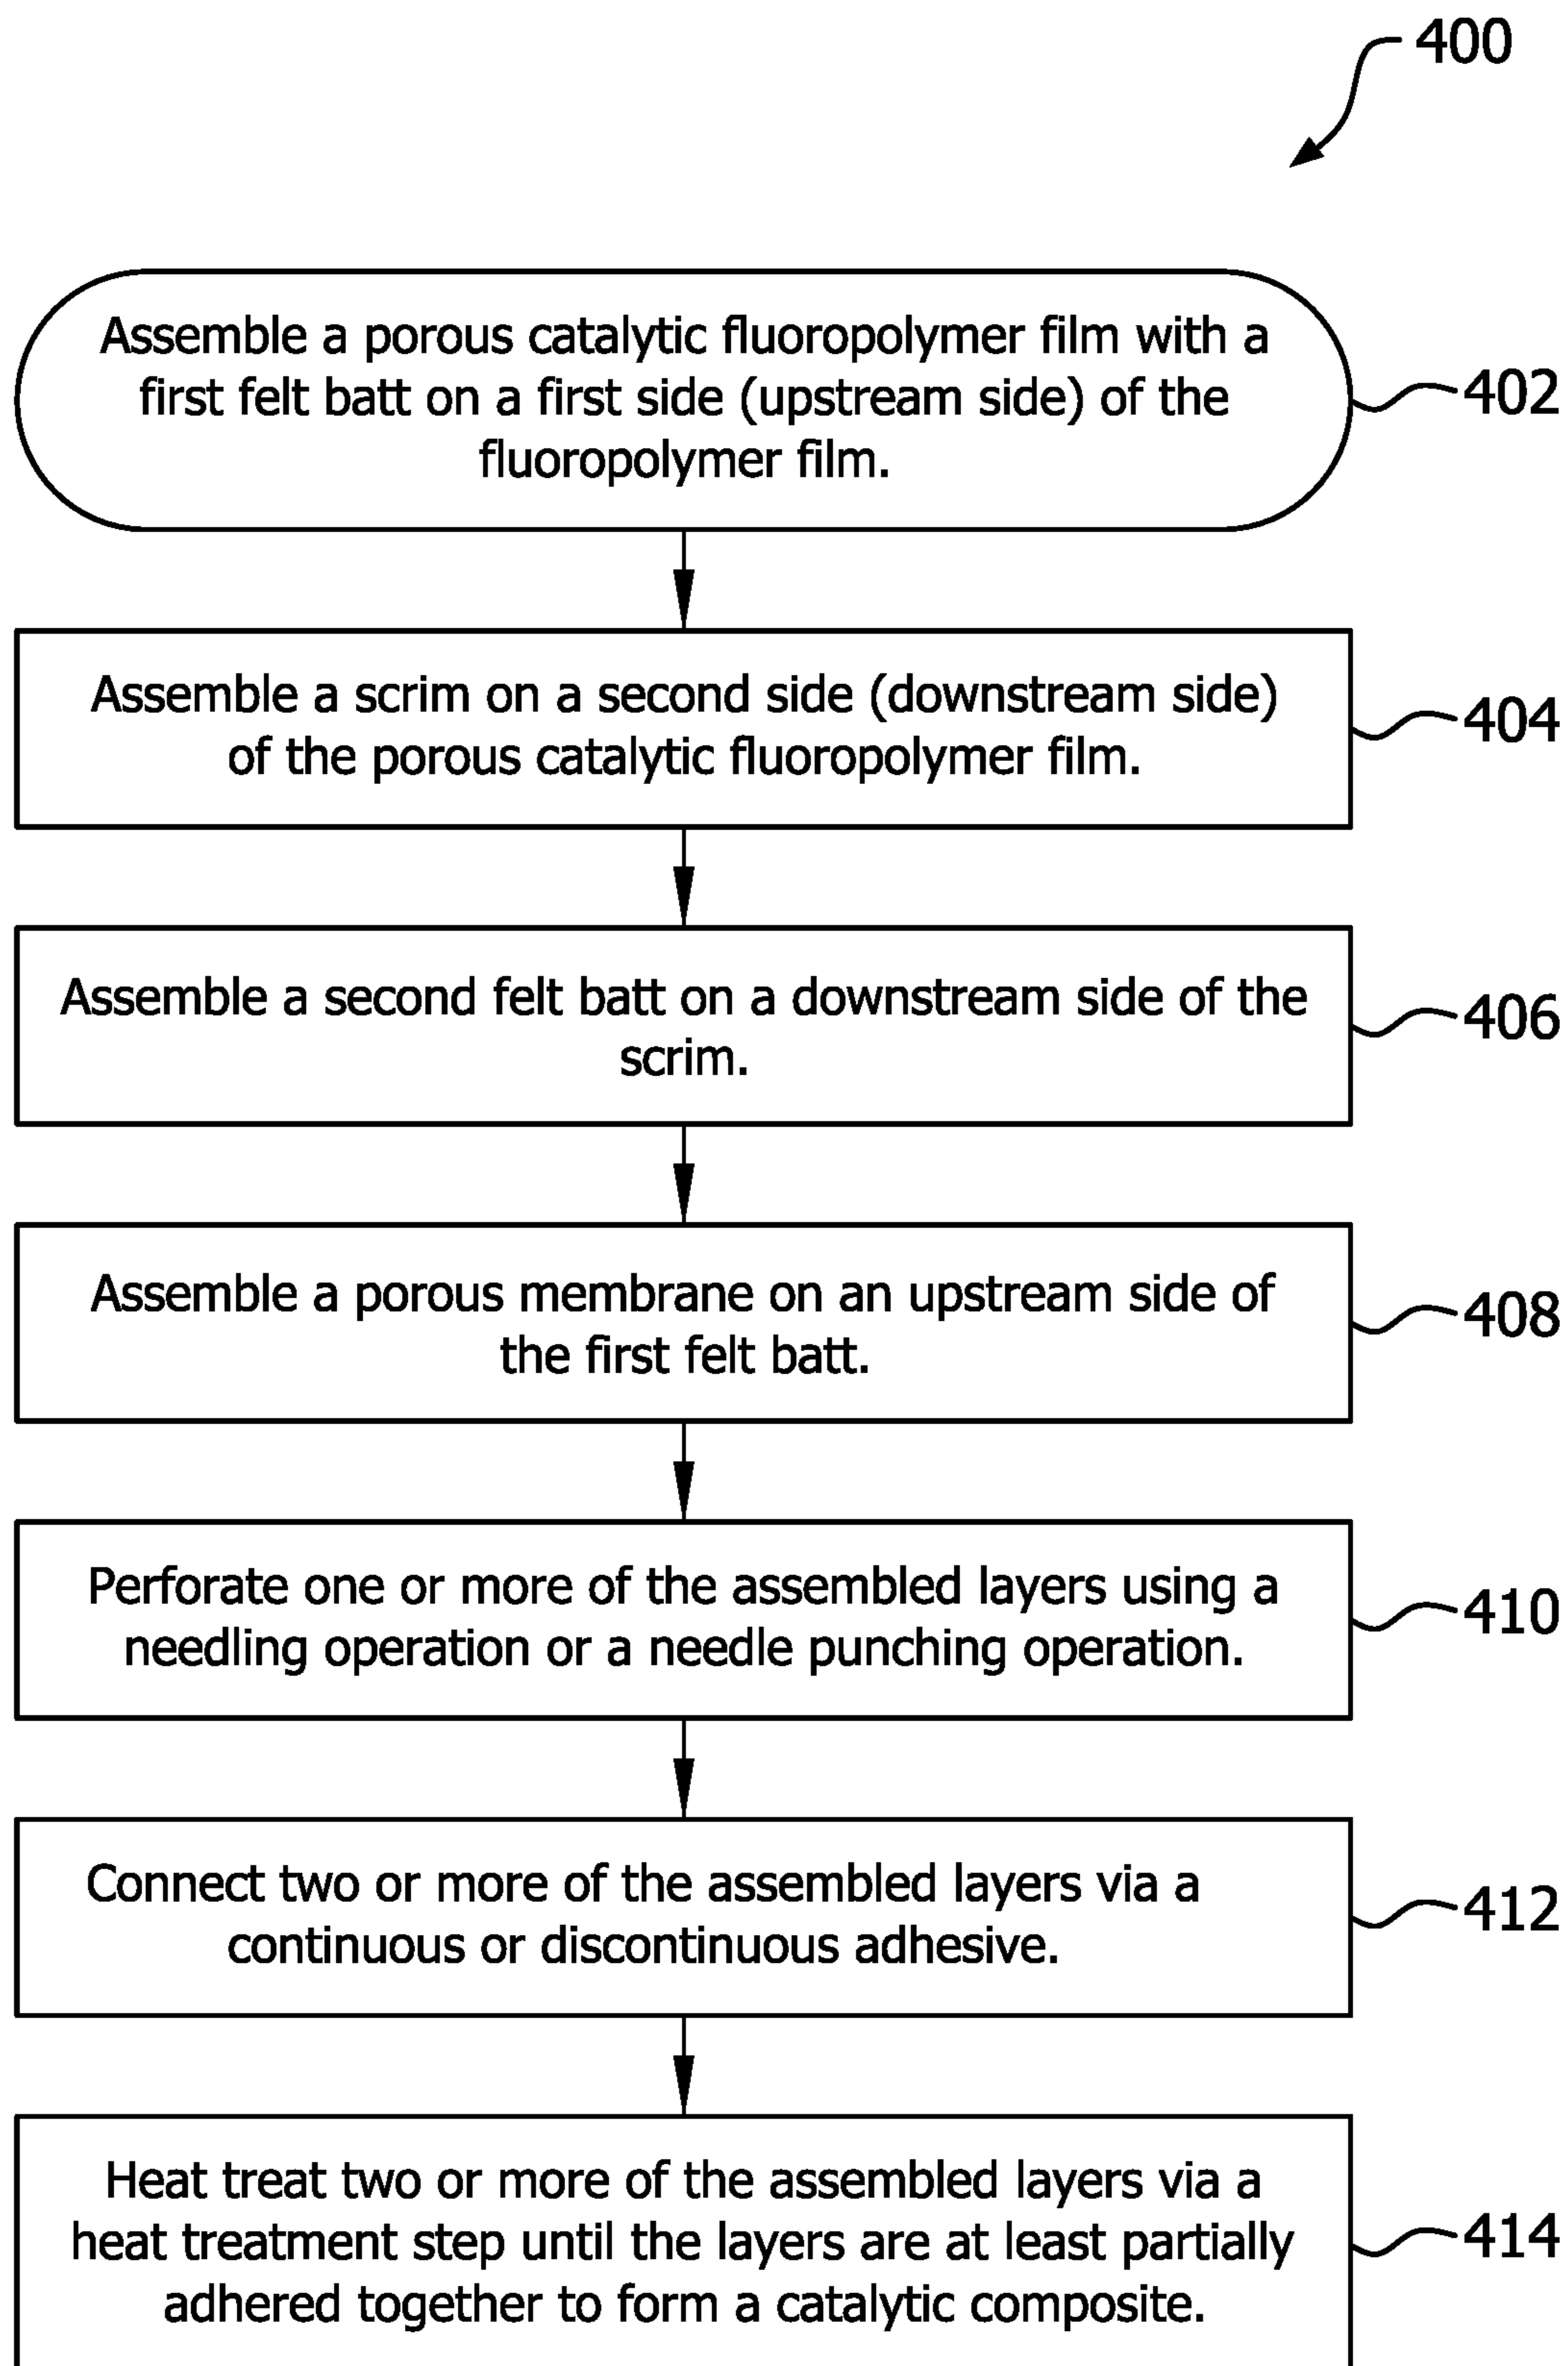 400
Assemble a porous catalytic fluoropolymer film with a
first felt batt on a first side (upstream side) of the
fluoropolymer film.
402
Assemble a scrim on a second side (downstream side)
of the porous catalytic fluoropolymer film.
404
Assemble a second felt batt on a downstream side of the
scrim.
406
Assemble a porous membrane on an upstream side of
the first felt batt.
408
Perforate one or more of the assembled layers using a
needling operation or a needle punching operation.
410
Connect two or more of the assembled layers via a
continuous or discontinuous adhesive.
412
Heat treat two or more of the assembled layers via a
heat treatment step until the layers are at least partially
adhered together to form a catalytic composite.
414